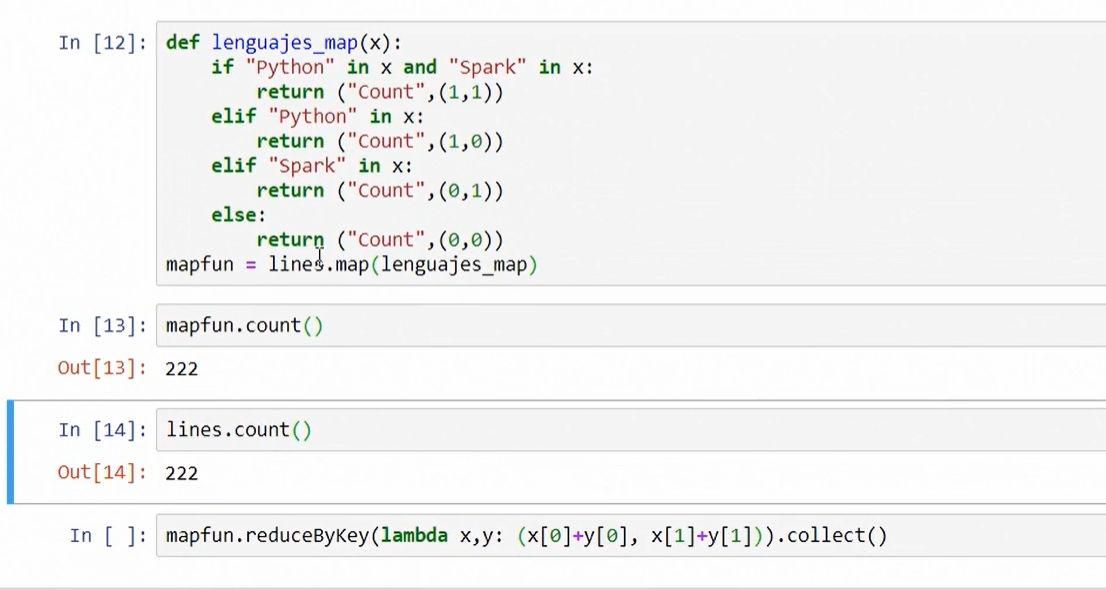 In [12]: def lenguajes_map(x):
    if "Python" in x and "Spark" in x:
        return ("Count",(1,1))
    elif "Python" in x:
        return ("Count",(1,0))
    elif "Spark" in x:
        return ("Count",(0,1))
    else:
        return ("Count",(0,0))
mapfun = lines.map(lenguajes_map)
In [13]: mapfun.count()
Out[13]: 222
In [14]: lines.count()
Out[14]: 222
In [ ]: mapfun.reduceByKey(lambda x,y: (x[0]+y[0], x[1]+y[1])).collect()